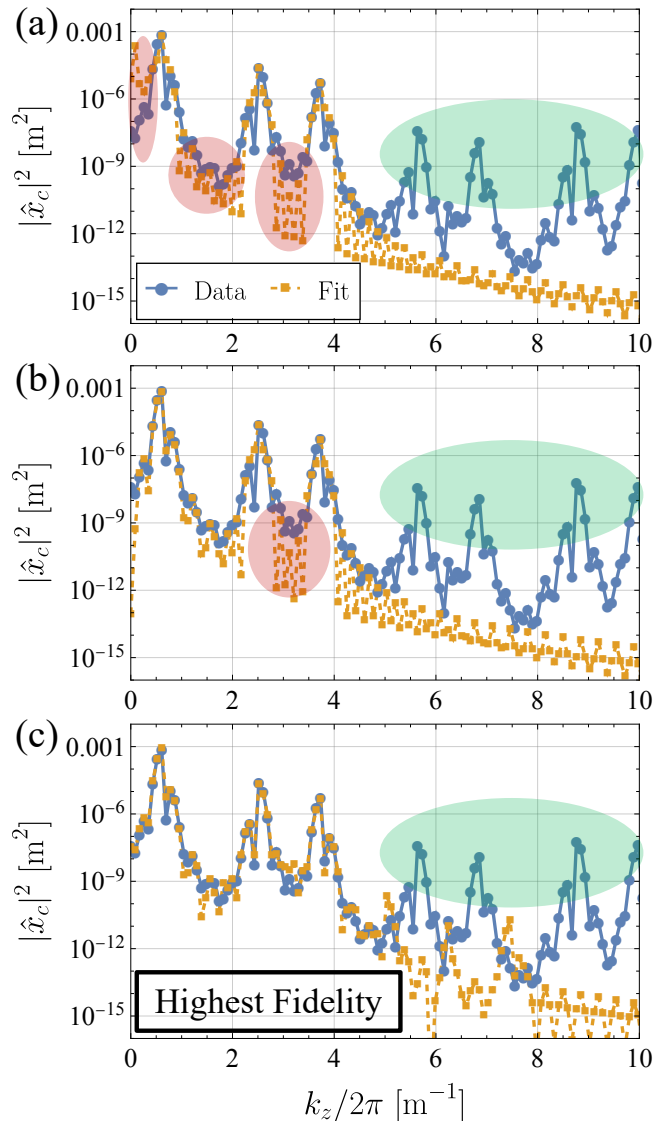 (a)
0.001
10⁻⁶
10⁻⁹
10⁻¹²
10⁻¹⁵
|x̂_c|² [m²]
Data Fit
0 2 4 6 8 10
(b)
0.001
10⁻⁶
10⁻⁹
10⁻¹²
10⁻¹⁵
|x̂_c|² [m²]
0 2 4 6 8 10
(c)
0.001
10⁻⁶
10⁻⁹
10⁻¹²
10⁻¹⁵
|x̂_c|² [m²]
Highest Fidelity
0 2 4 6 8 10
k_z/2π [m⁻¹]